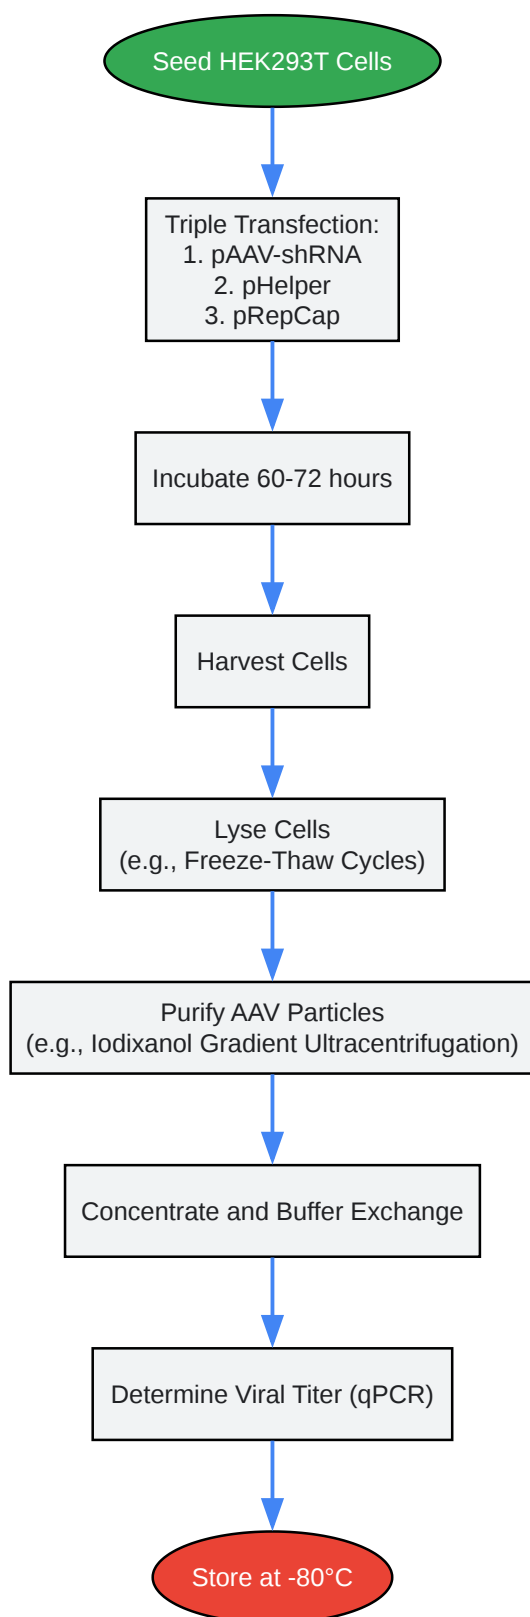 Seed HEK293T Cells
Triple Transfection:
1. pAAV-shRNA
2. pHelper
3. pRepCap
Incubate 60-72 hours
Harvest Cells
Lyse Cells
(e.g., Freeze-Thaw Cycles)
Purify AAV Particles
(e.g., Iodixanol Gradient Ultracentrifugation)
Concentrate and Buffer Exchange
Determine Viral Titer (qPCR)
Store at -80°C